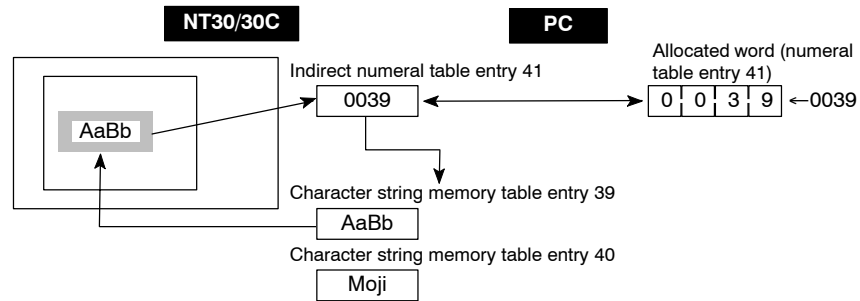 NT30/30C
PC
Indirect numeral table entry 41
Allocated word (numeral
table entry 41)
0039
0 0 3 9
←0039
AaBb
Character string memory table entry 39
AaBb
Character string memory table entry 40
Moji